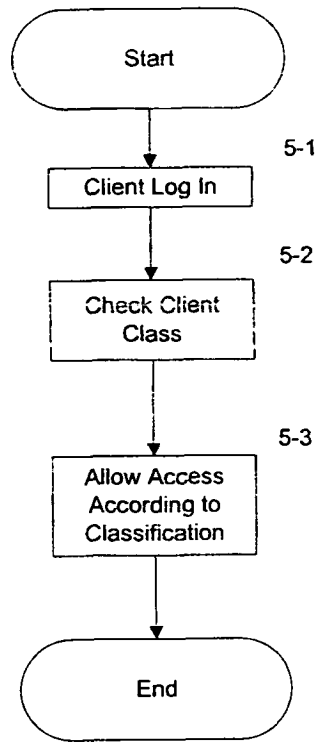 Start
5-1
Client Log In
5-2
Check Client
Class
5-3
Allow Access
According to
Classification
End